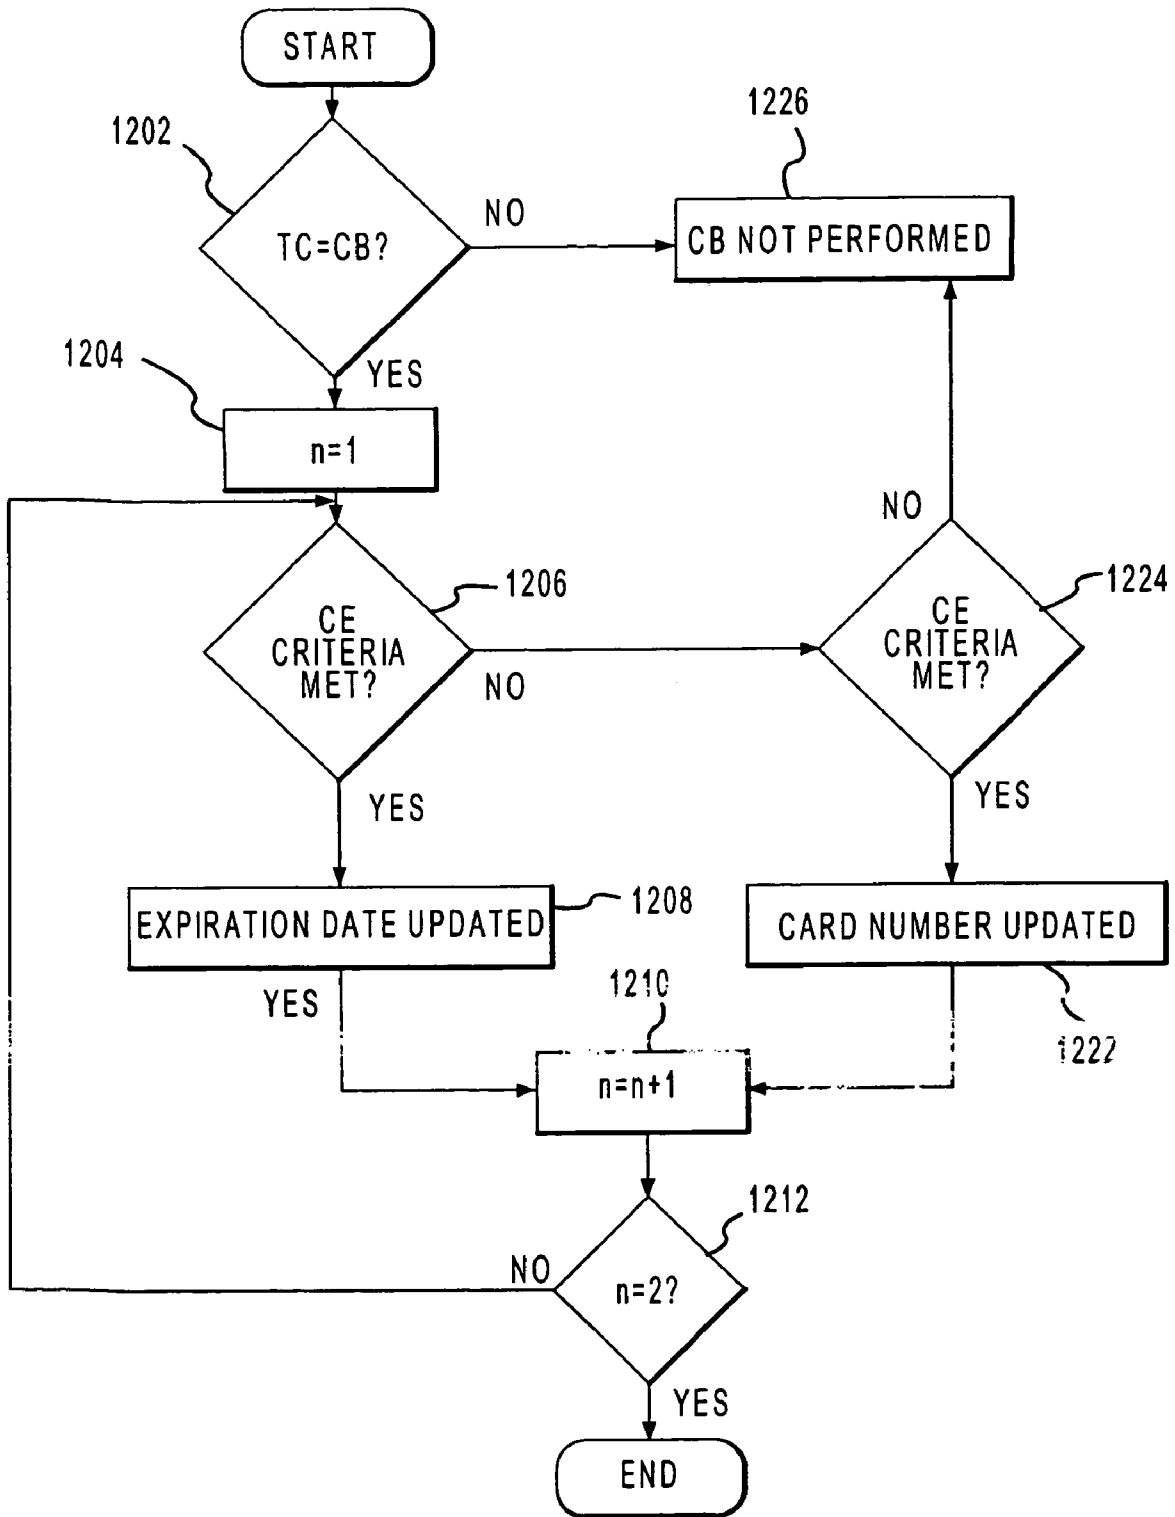 START
1202
1226
TC=CB?
NO
CB NOT PERFORMED
1204
YES
n=1
NO
1206
1224
CE
CRITERIA
MET?
NO
CE
CRITERIA
MET?
YES
YES
EXPIRATION DATE UPDATED
1208
CARD NUMBER UPDATED
YES
1210
1222
n=n+1
1212
NO
n=2?
YES
END